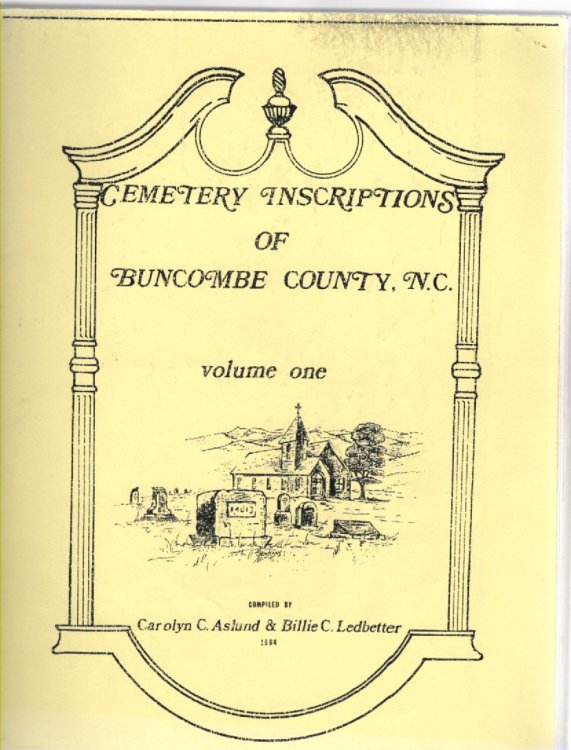 CEMETERY INSCRIPTIONS
OF
BUNCOMBE COUNTY, N.C.
volume one
COMPILED BY
Carolyn C. Aslund & Billie C. Ledbetter
1984